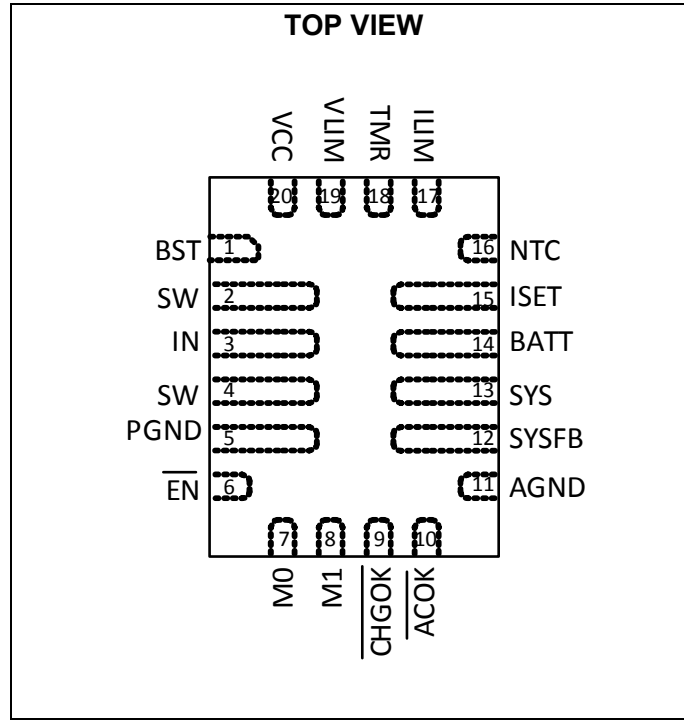 TOP VIEW
VCC
VLIM
TMR
ILIM
20
19
18
17
BST 1
16 NTC
SW 2
15 ISET
IN 3
14 BATT
SW 4
13 SYS
PGND 5
12 SYSFB
EN 6
11 AGND
7
8
9
10
M0
M1
CHGOK
ACOK